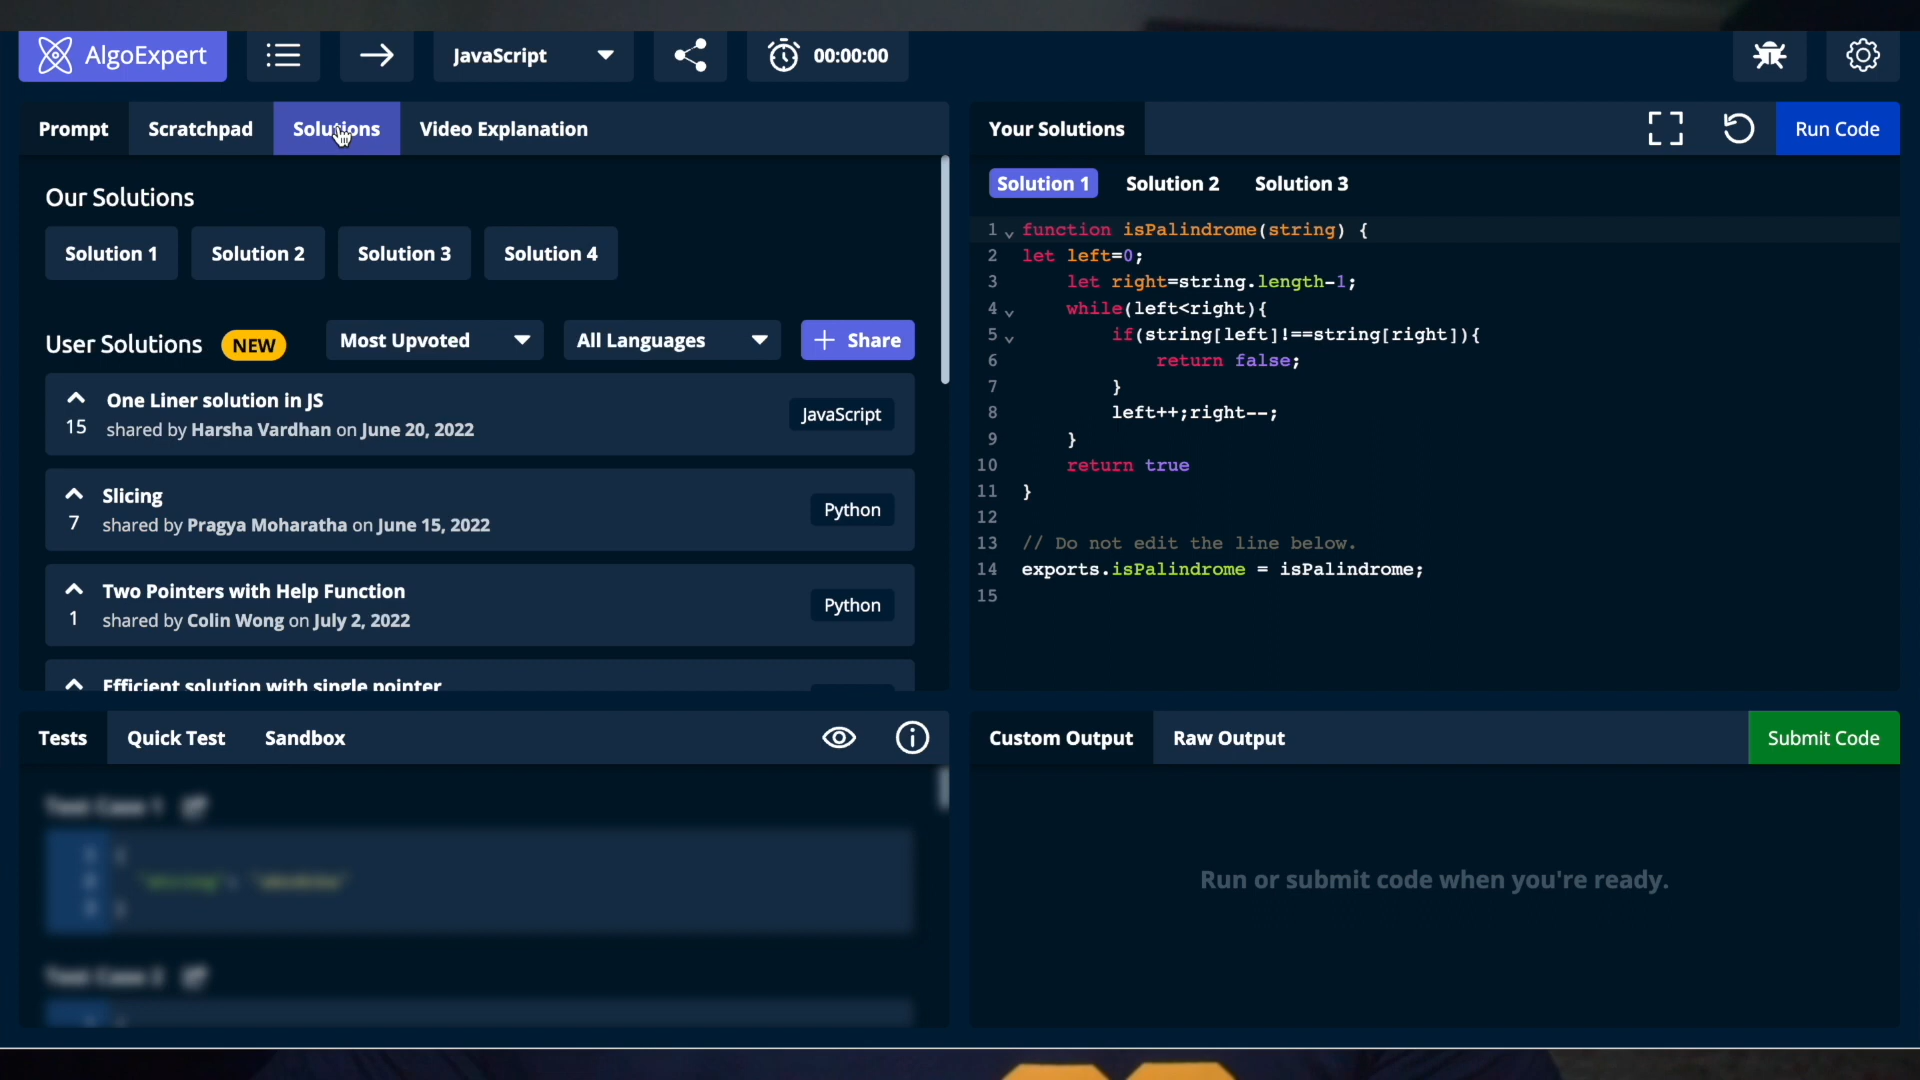 AlgoExpert
JavaScript
00:00:00
Prompt
Scratchpad
Solutions
Video Explanation
Our Solutions
Solution 1
Solution 2
Solution 3
Solution 4
User Solutions
NEW
Most Upvoted
All Languages
Share
15
One Liner solution in JS
shared by Harsha Vardhan on June 20, 2022
JavaScript
7
Slicing
shared by Pragya Moharatha on June 15, 2022
Python
1
Two Pointers with Help Function
shared by Colin Wong on July 2, 2022
Python
Efficient solution with single pointer
Your Solutions
Run Code
Solution 1
Solution 2
Solution 3
1 function isPalindrome(string) {
2 let left=0;
3 let right=string.length-1;
4 while(left<right){
5 if(string[left]!==string[right]){
6 return false;
7 }
8 left++;right--;
9 }
10 return true
11 }
12
13 // Do not edit the line below.
14 exports.isPalindrome = isPalindrome;
15
Tests
Quick Test
Sandbox
Test Case 1
Test Case 2
Custom Output
Raw Output
Submit Code
Run or submit code when you're ready.